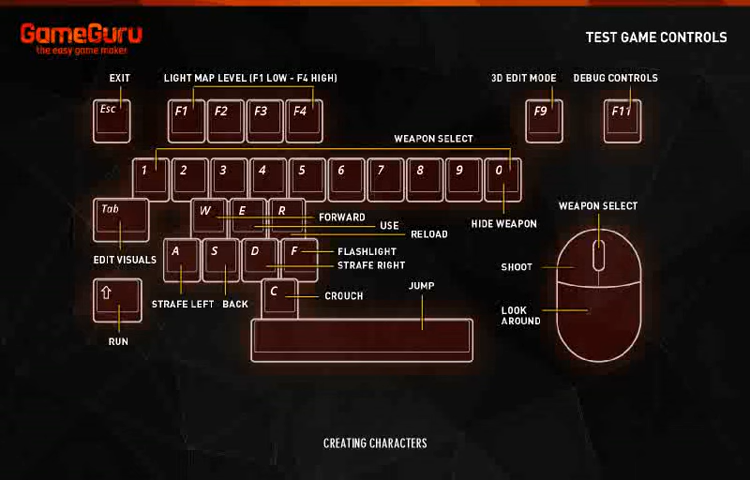 GameGuru
the easy game maker
TEST GAME CONTROLS
EXIT
LIGHT MAP LEVEL (F1 LOW - F4 HIGH)
3D EDIT MODE
DEBUG CONTROLS
Esc
F1
F2
F3
F4
F9
F11
WEAPON SELECT
1
2
3
4
5
6
7
8
9
0
Tab
W
E
R
FORWARD
USE
RELOAD
HIDE WEAPON
WEAPON SELECT
A
S
D
F
FLASHLIGHT
STRAFE RIGHT
EDIT VISUALS
SHOOT
C
CROUCH
JUMP
STRAFE LEFT
BACK
LOOK
AROUND
RUN
CREATING CHARACTERS